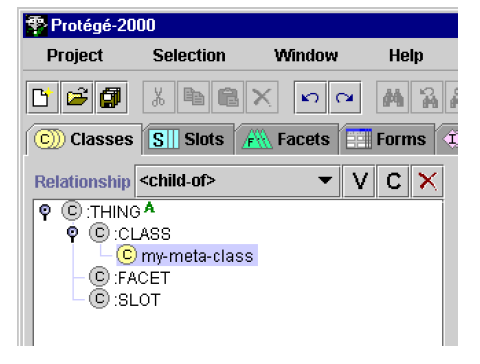 Protégé-2000
Project Selection Window Help
C Classes S Slots F Facets Forms I
Relationship <child-of> V C
C :THING A
C :CLASS
C my-meta-class
C :FACET
C :SLOT